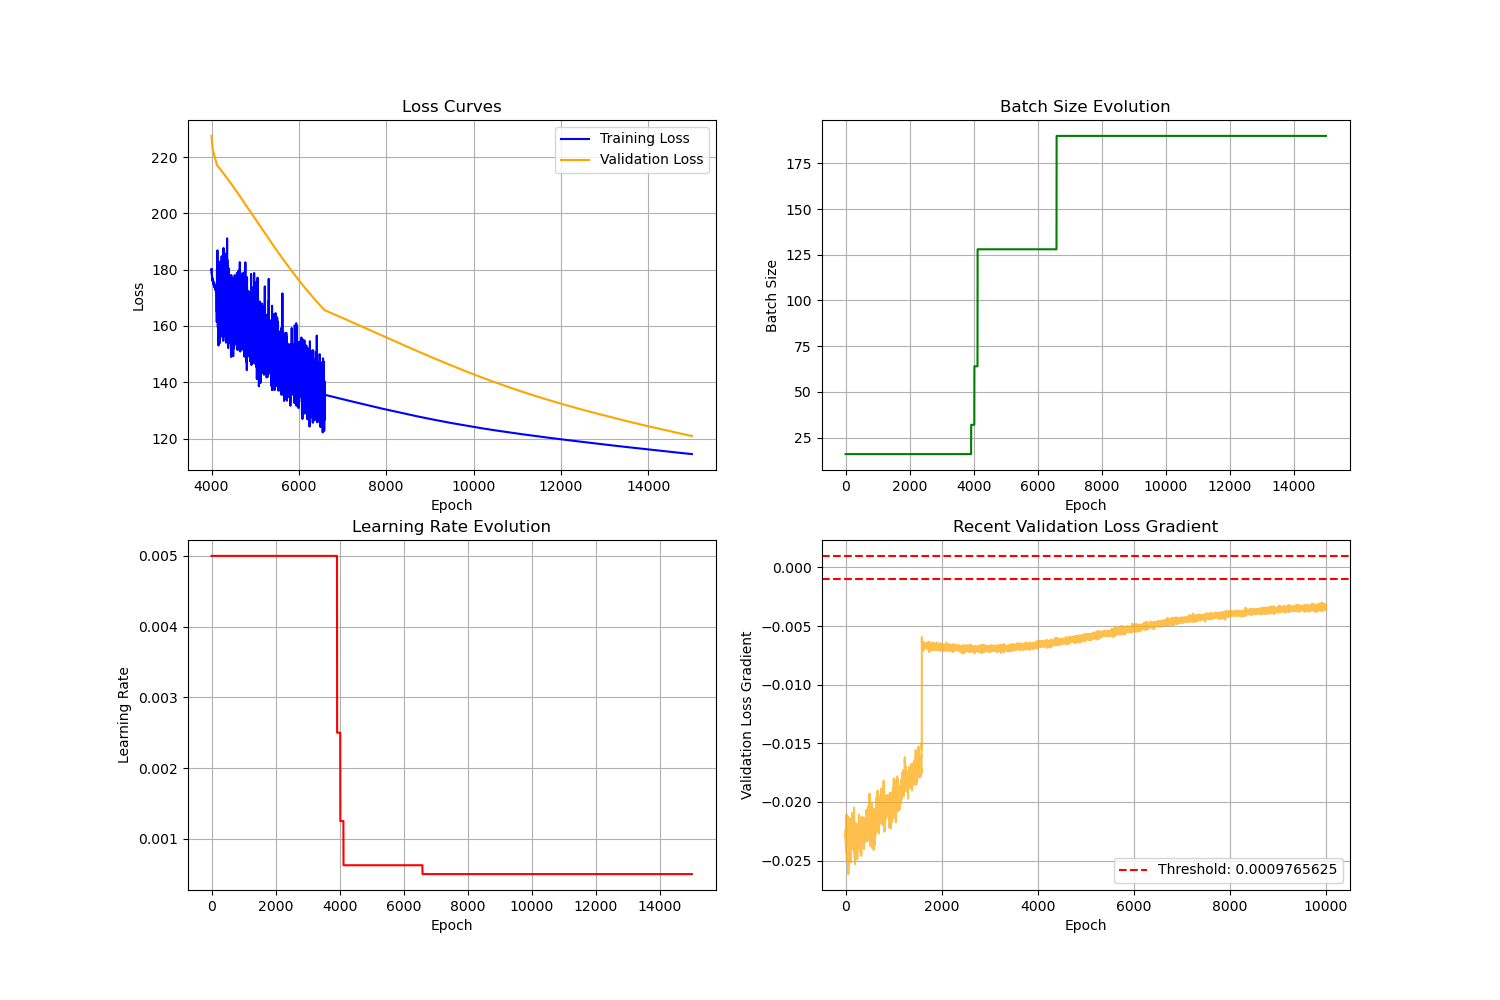 Loss Curves
Loss
220
200
180
160
140
120
Training Loss
Validation Loss
4000 6000 8000 10000 12000 14000
Epoch
Batch Size Evolution
Batch Size
175
150
125
100
75
50
25
0 2000 4000 6000 8000 10000 12000 14000
Epoch
Learning Rate Evolution
Learning Rate
0.005
0.004
0.003
0.002
0.001
0 2000 4000 6000 8000 10000 12000 14000
Epoch
Recent Validation Loss Gradient
Validation Loss Gradient
0.000
−0.005
−0.010
−0.015
−0.020
−0.025
Threshold: 0.0009765625
0 2000 4000 6000 8000 10000
Epoch